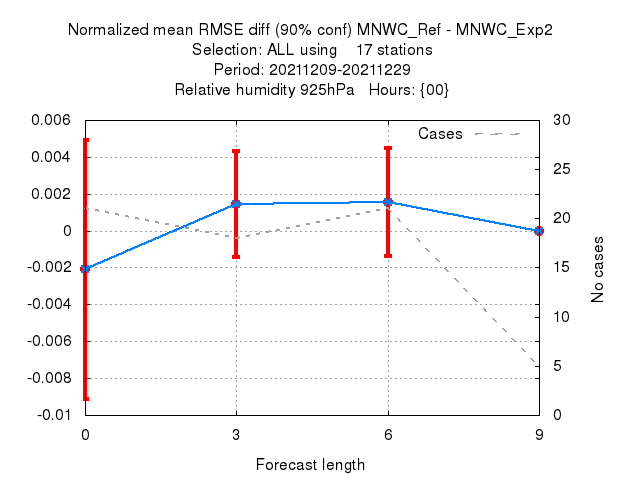 Normalized mean RMSE diff (90% conf) MNWC_Ref - MNWC_Exp2
Selection: ALL using 17 stations
Period: 20211209-20211229
Relative humidity 925hPa Hours: {00}
Cases
0.006
0.004
0.002
0
-0.002
-0.004
-0.006
-0.008
-0.01
30
25
20
15
10
5
0
No cases
0 3 6 9
Forecast length